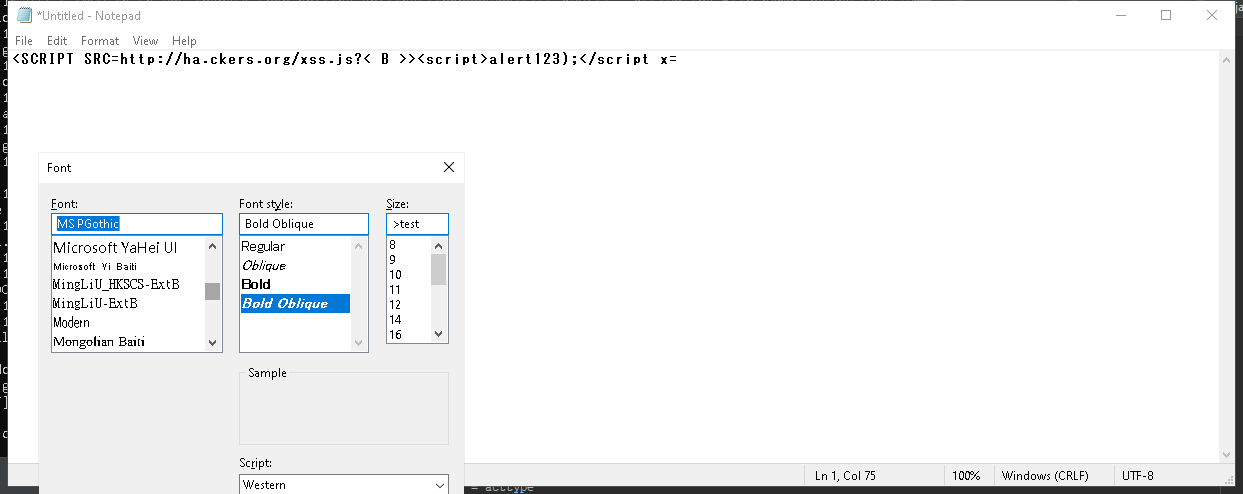 *Untitled - Notepad
File Edit Format View Help
<SCRIPT SRC=http://ha.ckers.org/xss.js?< B >><script>alert123);</script x=
Font
Font: Font style: Size:
MS PGothic Bold Oblique >test
Microsoft YaHei UI
Microsoft Yi Baiti
MingLiU_HKSCS-ExtB
MingLiU-ExtB
Modern
Mongolian Baiti
Regular
Oblique
Bold
Bold Oblique
8
9
10
11
12
14
16
Sample
Script:
Western
Ln 1, Col 75 100% Windows (CRLF) UTF-8
= acctype